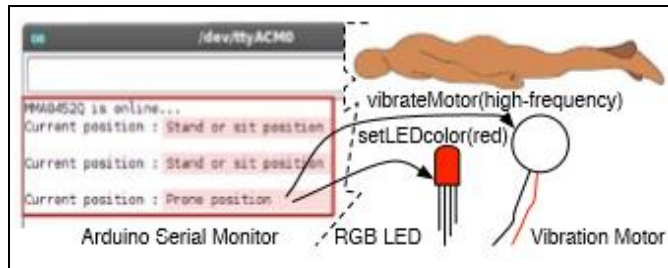 /dev/ttyACM0
MMA8452Q is online...
Current position : Stand or sit position
Current position : Stand or sit position
Current position : Prone position
vibrateMotor(high-frequency)
setLEDcolor(red)
Arduino Serial Monitor
RGB LED
Vibration Motor